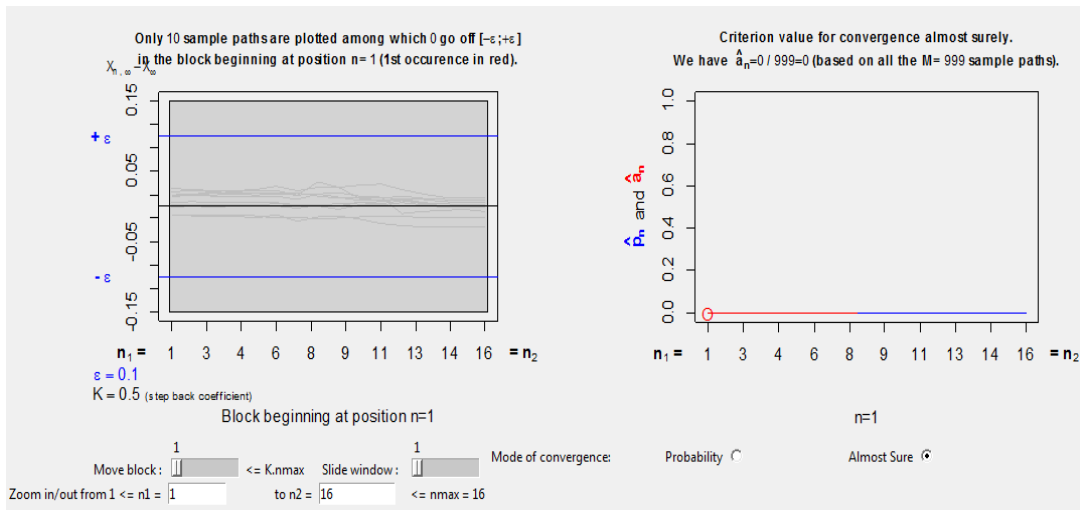 Only 10 sample paths are plotted among which 0 go off [−ε;+ε]
in the block beginning at position n= 1 (1st occurence in red).
Xn, ∞ − X∞
0.15
+ ε
0.05
-0.05
- ε
-0.15
n1 = 1 3 4 6 8 9 11 13 14 16 = n2
ε = 0.1
K = 0.5 (step back coefficient)
Block beginning at position n=1
Criterion value for convergence almost surely.
We have ân=0 / 999=0 (based on all the M= 999 sample paths).
1.0
0.8
0.6
0.4
0.2
0.0
p̂n and ân
n1 = 1 3 4 6 8 9 11 13 14 16 = n2
n=1
1 1
Move block : <= K.nmax Slide window : Mode of convergence: Probability Almost Sure
Zoom in/out from 1 <= n1 = 1 to n2 = 16 <= nmax = 16